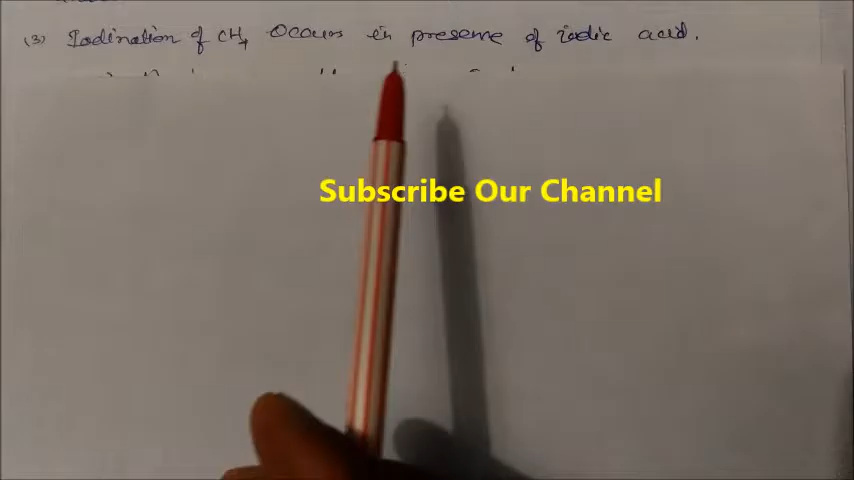 (3) Iodination of CH4 Occurs in presence of iodic acid.
Subscribe Our Channel